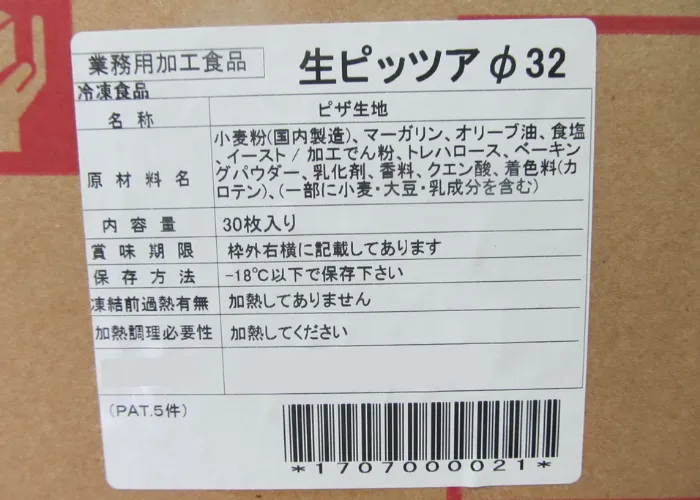 業務用加工食品
生ピッツアφ32
冷凍食品
名称 ピザ生地
原材料名 小麦粉(国内製造)、マーガリン、オリーブ油、食塩
、イースト / 加工でん粉、トレハロース、ベーキン
グパウダー、乳化剤、香料、クエン酸、着色料(カ
ロテン)、(一部に小麦・大豆・乳成分を含む)
内容量 30枚入り
賞味期限 枠外右横に記載してあります
保存方法 -18℃以下で保存下さい
凍結前過熱有無 加熱してありません
加熱調理必要性 加熱してください
(PAT.5件)
*1707000021*